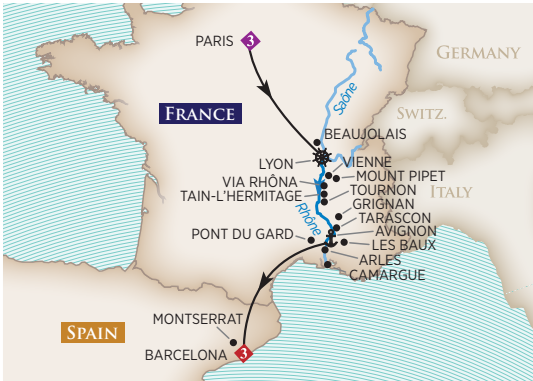 PARIS
3
GERMANY
Saône
FRANCE
SWITZ.
BEAUJOLAIS
LYON
VIENNE
MOUNT PIPET
VIA RHÔNA
TOURNON
ITALY
TAIN-L'HERMITAGE
GRIGNAN
Rhône
TARASCON
AVIGNON
PONT DU GARD
LES BAUX
ARLES
CAMARGUE
MONTSERRAT
SPAIN
BARCELONA
3